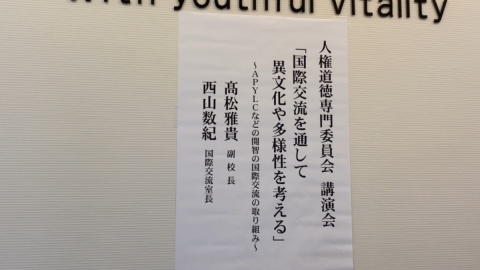 with youthful vitality
人権道徳専門委員会 講演会
「国際交流を通して
異文化や多様性を考える」
～APYLCなどの開智の国際交流の取り組み～
髙松雅貴 副校長
西山数紀 国際交流室長